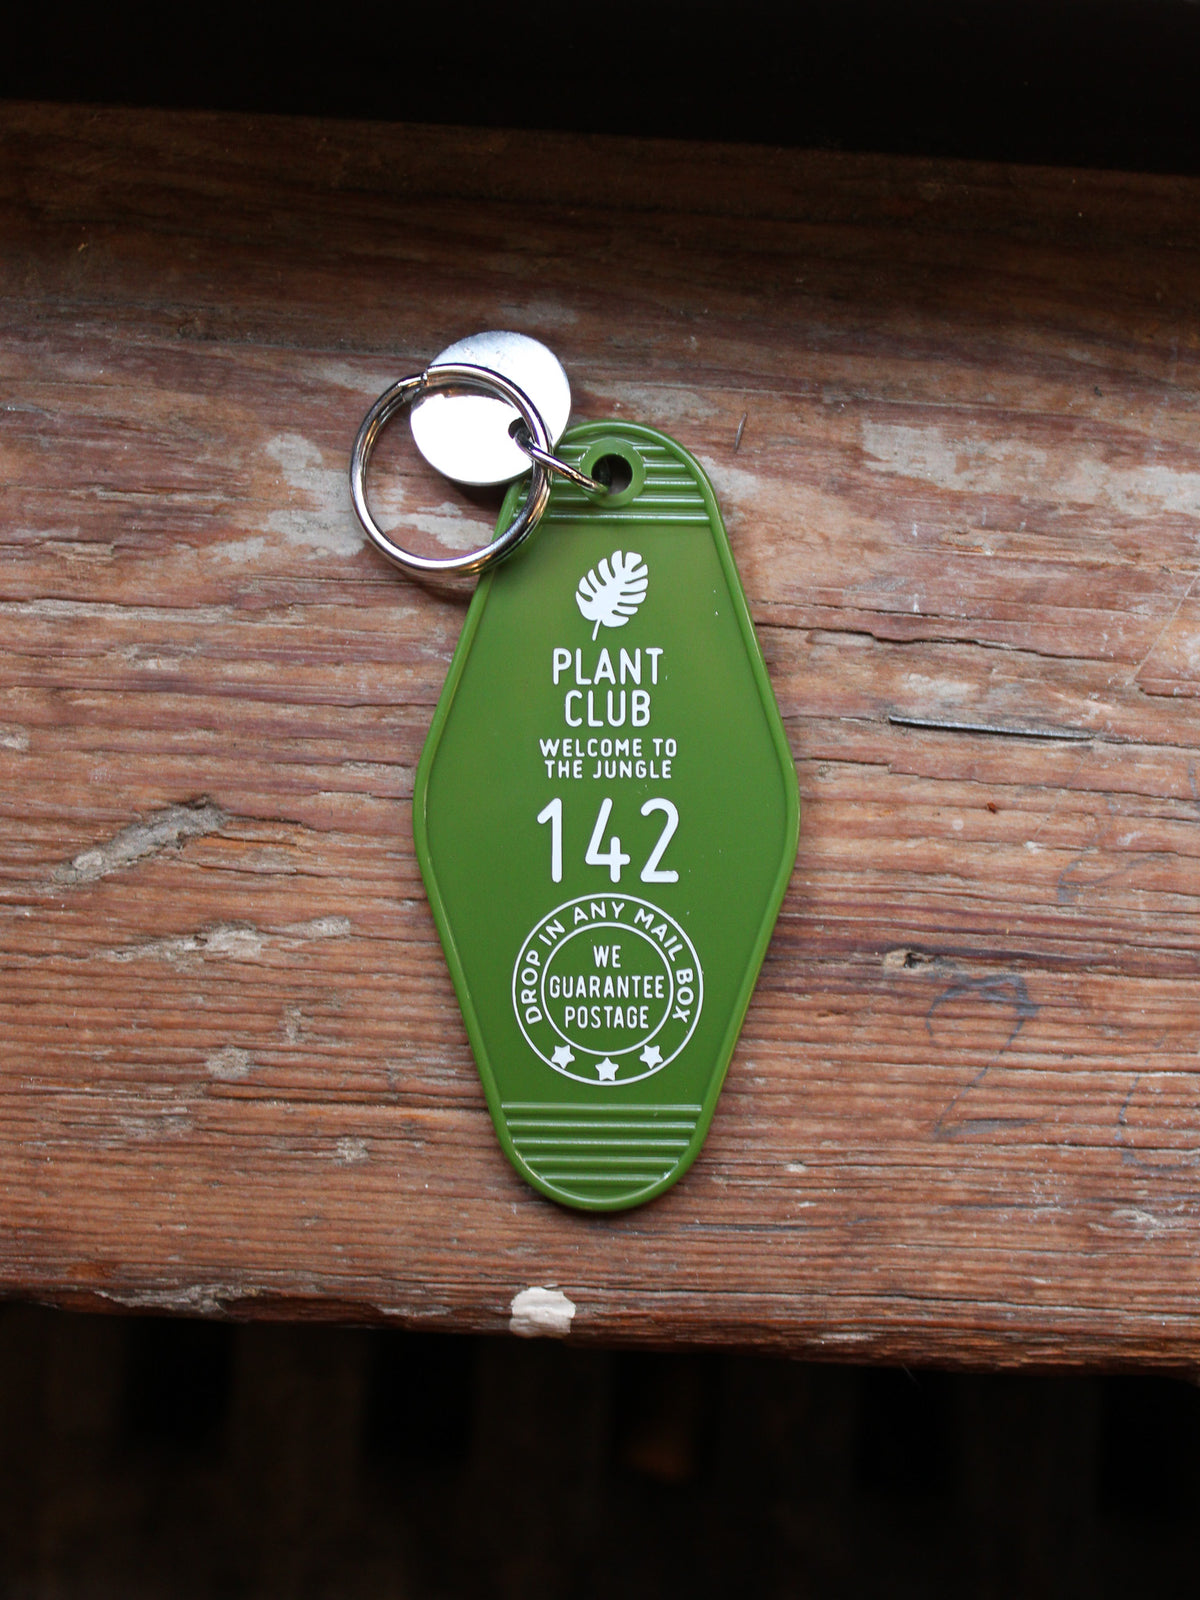 PLANT
CLUB
WELCOME TO
THE JUNGLE
142
DROP IN ANY MAIL BOX
WE
GUARANTEE
POSTAGE